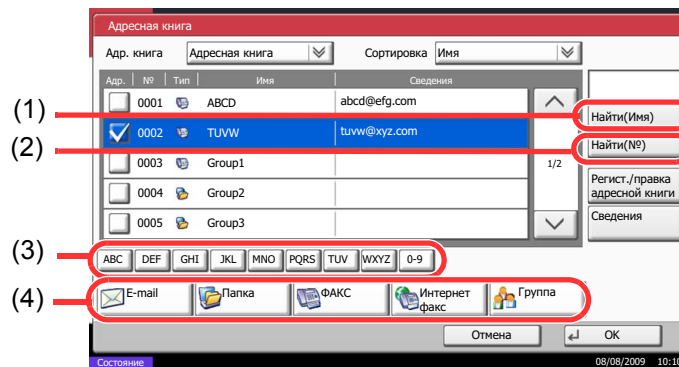 Адресная книга
Адр. книга Адресная книга Сортировка Имя
Адр. № Тип Имя Сведения
0001 ABCD abcd@efg.com
(1) Найти(Имя)
0002 TUVW tuvw@xyz.com
(2) Найти(№)
0003 Group1 1/2
0004 Group2 Регист./правка
адресной книги
0005 Group3 Сведения
(3) ABC DEF GHI JKL MNO PQRS TUV WXYZ 0-9
(4) E-mail Папка ФАКС Интернет
факс Группа
Отмена OK
Состояние 08/08/2009 10:10